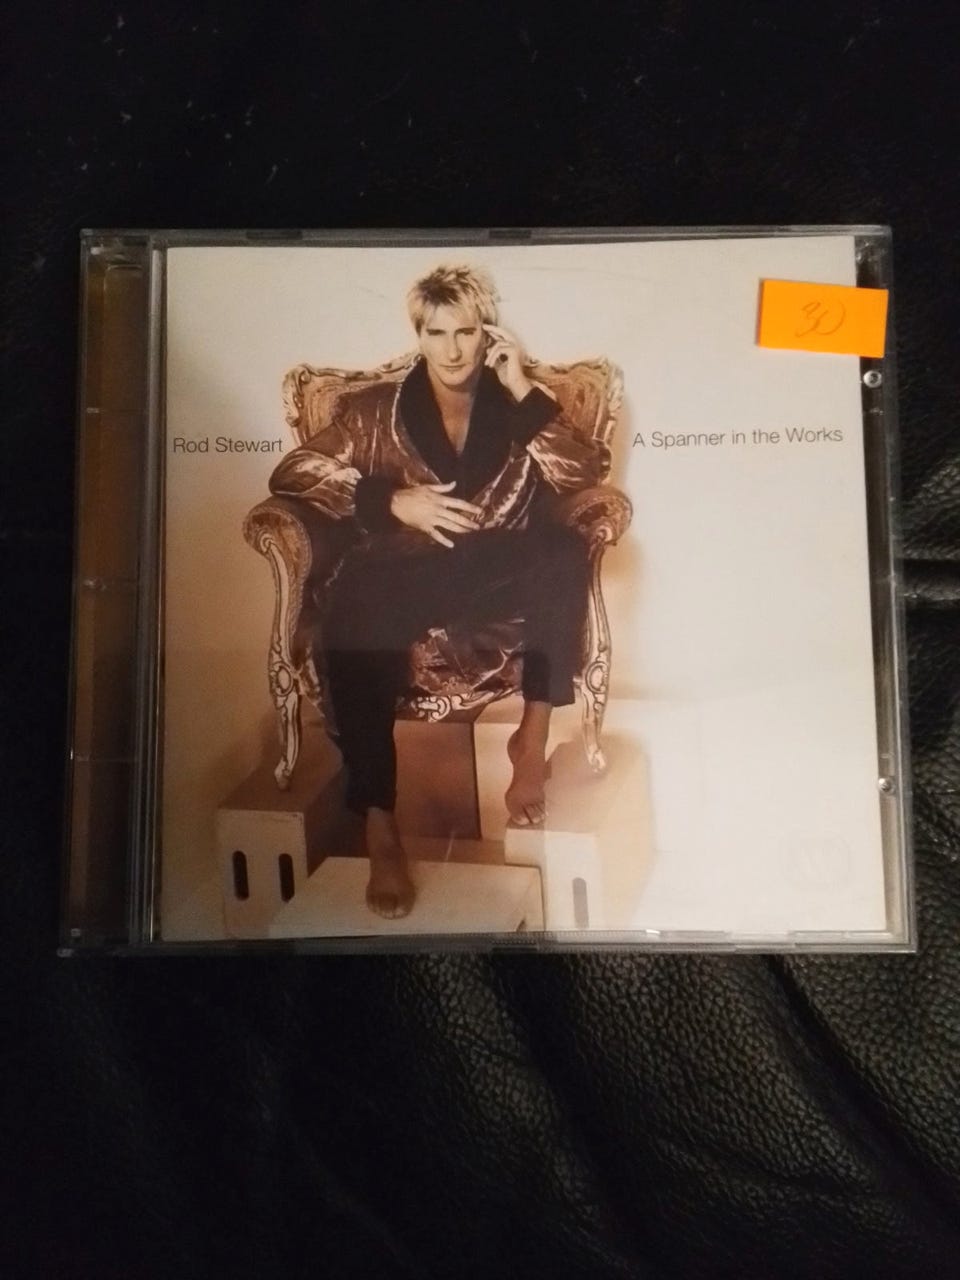 30
Rod Stewart
A Spanner in the Works